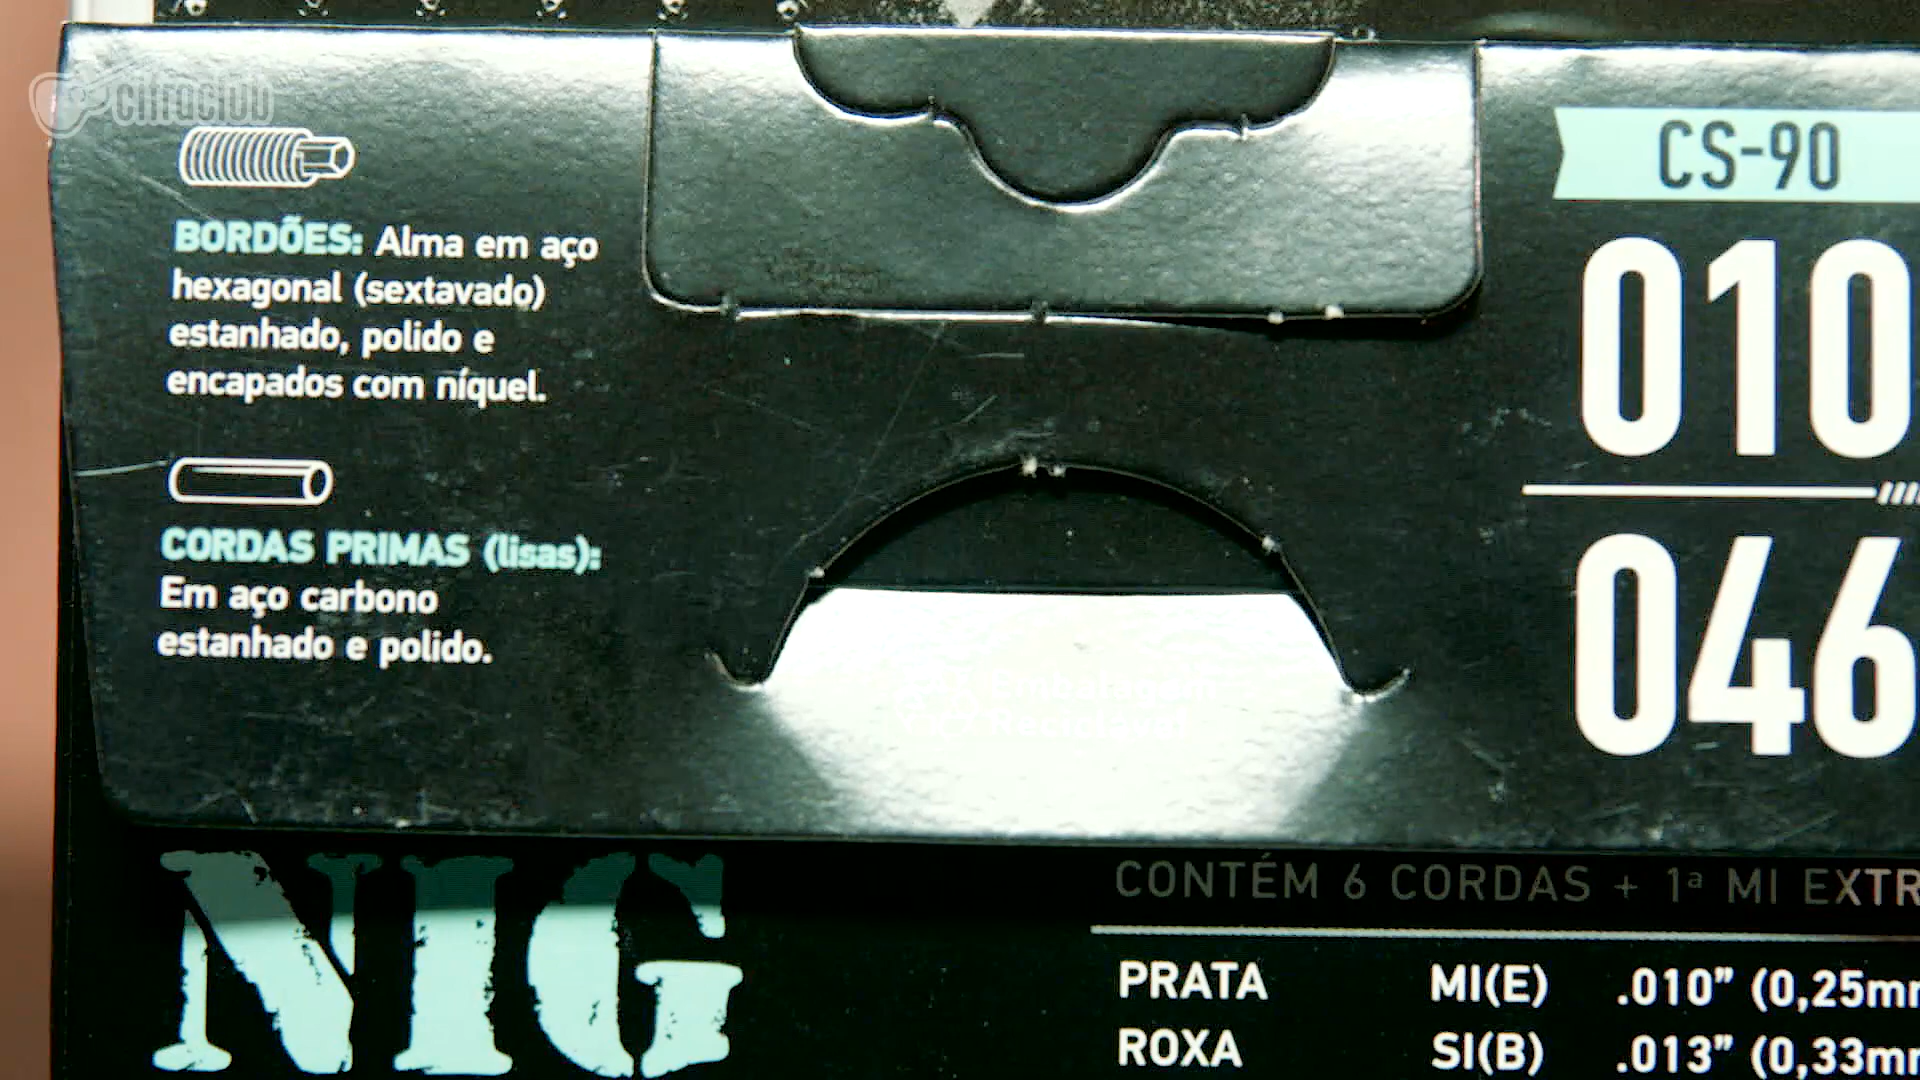 cifraclub
BORDÕES: Alma em aço
hexagonal (sextavado)
estanhado, polido e
encapados com níquel.
CORDAS PRIMAS (lisas):
Em aço carbono
estanhado e polido.
CS-90
010
046
Embalagem
Reciclável
NIG
CONTÉM 6 CORDAS + 1ª MI EXTR
PRATA MI(E) .010” (0,25mm
ROXA SI(B) .013” (0,33mm